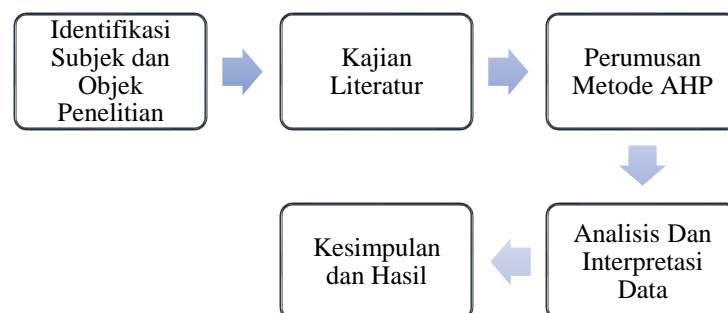 Identifikasi
Subjek dan
Objek
Penelitian
Kajian
Literatur
Perumusan
Metode AHP
Analisis Dan
Interpretasi
Data
Kesimpulan
dan Hasil